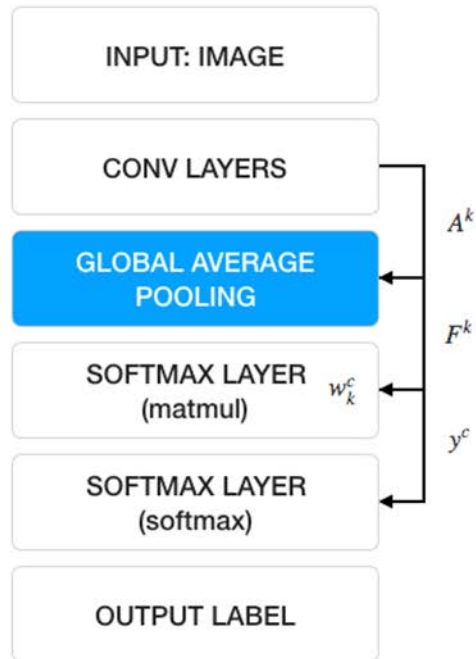 INPUT: IMAGE
CONV LAYERS
A^k
GLOBAL AVERAGE
POOLING
F^k
SOFTMAX LAYER
(matmul)
w_k^c
y^c
SOFTMAX LAYER
(softmax)
OUTPUT LABEL